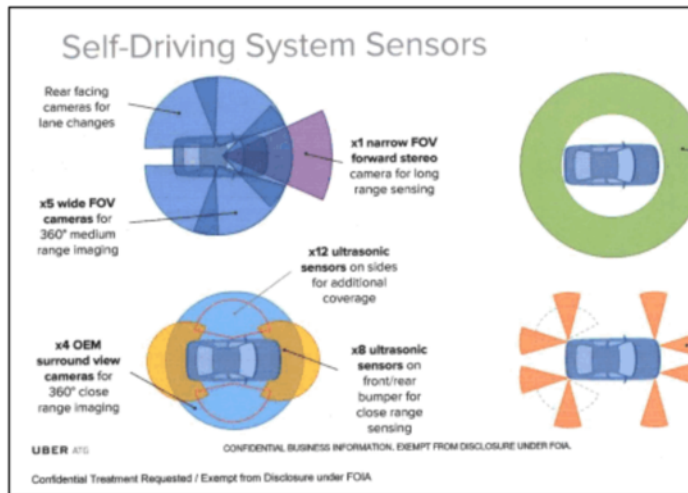 Self-Driving System Sensors
Rear facing
cameras for
lane changes
x1 narrow FOV
forward stereo
camera for long
range sensing
x5 wide FOV
cameras for
360° medium
range imaging
x12 ultrasonic
sensors on sides
for additional
coverage
x4 OEM
surround view
cameras for
360° close
range imaging
x8 ultrasonic
sensors on
front/rear
bumper for
close range
sensing
UBER ATG
CONFIDENTIAL BUSINESS INFORMATION. EXEMPT FROM DISCLOSURE UNDER FOIA.
Confidential Treatment Requested / Exempt from Disclosure under FOIA